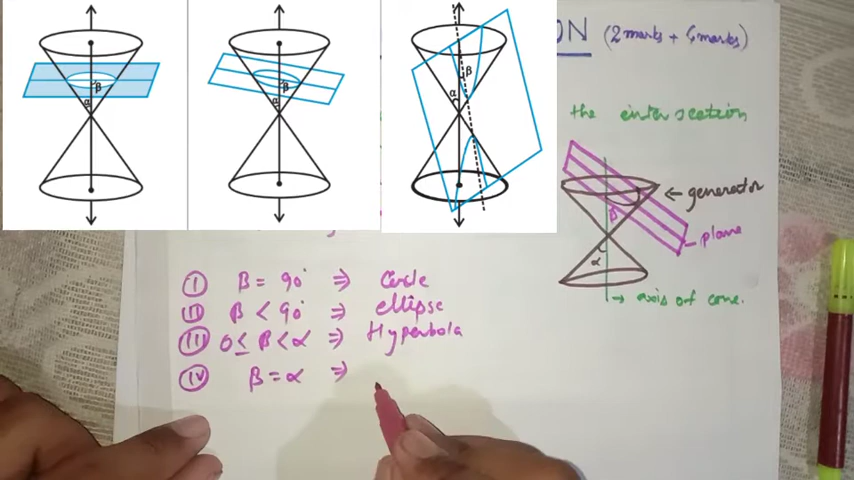 ON (2 marks + 4 marks)
the intersection
β
α
β
α
β
α
← generator
β
plane
α
→ axis of cone.
(I) β = 90° ⇒ Circle
(II) β < 90° ⇒ ellipse
(III) 0 ≤ β < α ⇒ Hyperbola
(IV) β = α ⇒